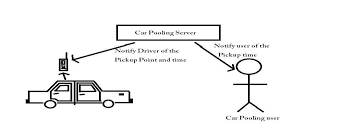 Car Pooling Server
Notify Driver of the
Pickup Point and time
Notify user of the
Pickup time
Car Pooling user